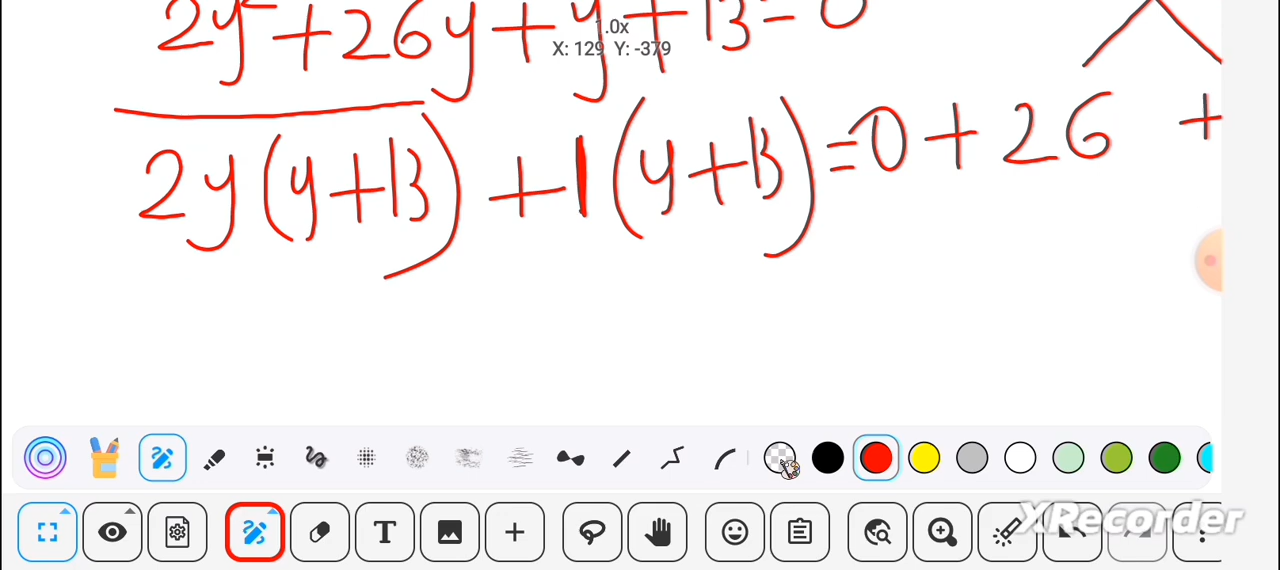 2y²+26y+y+13=0
1.0x
X: 129 Y: -379
2y(y+13)+1(y+13)=0 +26 +
T
XRecorder